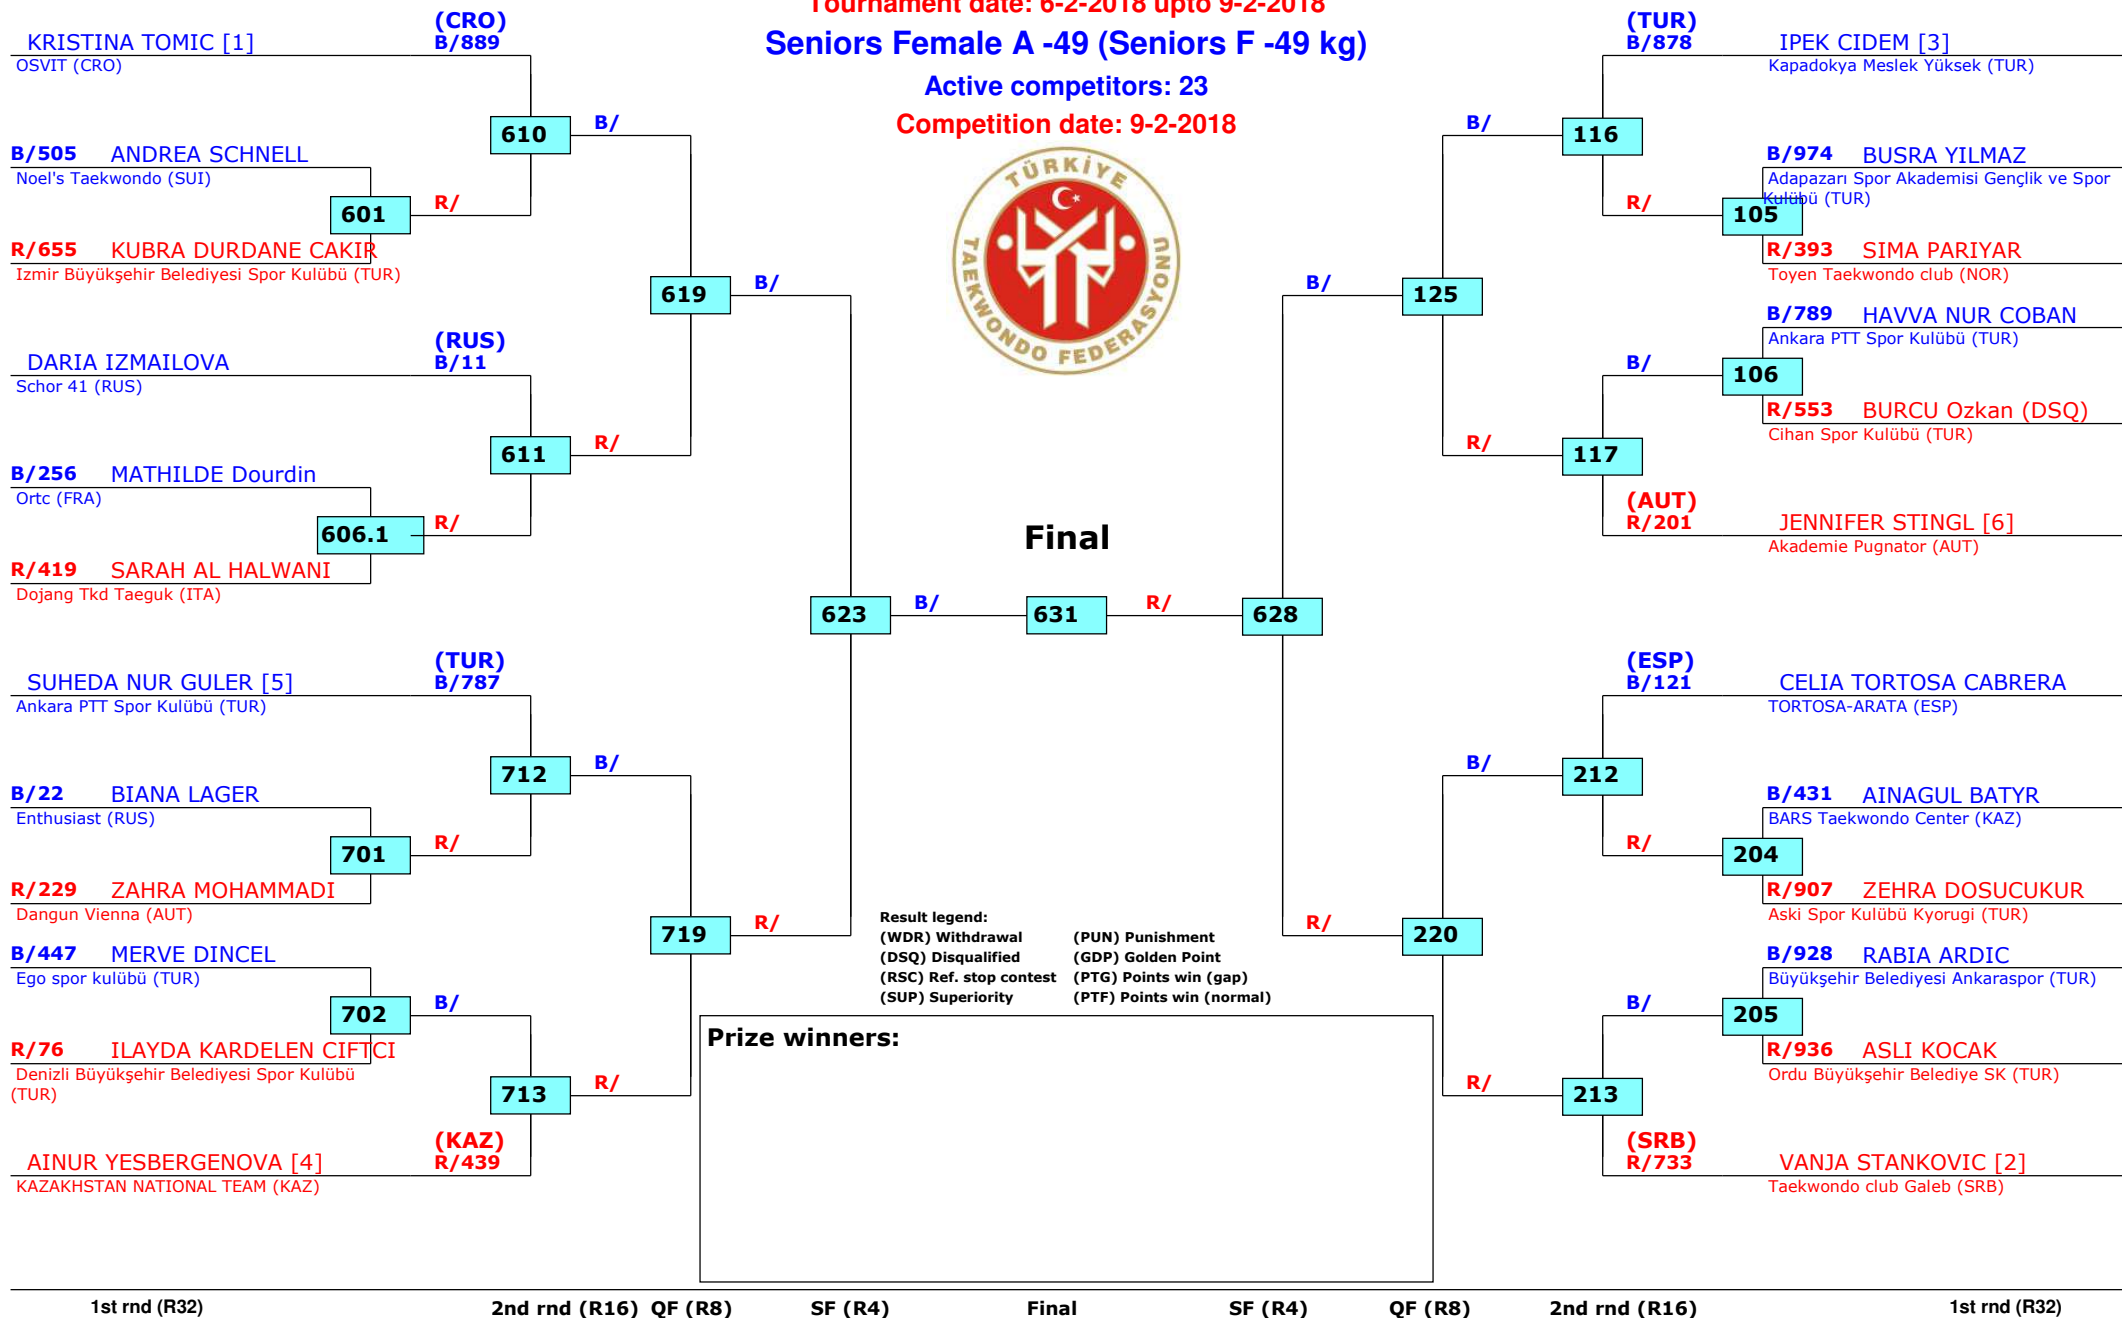 Tournament date: 6-2-2018 upto 9-2-2018
Seniors Female A -49 (Seniors F -49 kg)
Active competitors: 23
Competition date: 9-2-2018
TÜRKİYE
TAEKWONDO FEDERASYONU
(CRO)
KRISTINA TOMIC [1] B/889
OSVIT (CRO)
610 B/
B/505 ANDREA SCHNELL
Noel's Taekwondo (SUI)
601 R/
R/655 KUBRA DURDANE CAKIR
Izmir Büyükşehir Belediyesi Spor Kulübü (TUR)
619 B/
(RUS)
DARIA IZMAILOVA B/11
Schor 41 (RUS)
611 R/
B/256 MATHILDE Dourdin
Ortc (FRA)
606.1 R/
R/419 SARAH AL HALWANI
Dojang Tkd Taeguk (ITA)
623 B/
(TUR)
SUHEDA NUR GULER [5] B/787
Ankara PTT Spor Kulübü (TUR)
712 B/
B/22 BIANA LAGER
Enthusiast (RUS)
701 R/
R/229 ZAHRA MOHAMMADI
Dangun Vienna (AUT)
719 R/
B/447 MERVE DINCEL
Ego spor kulübü (TUR)
702 B/
R/76 ILAYDA KARDELEN CIFTCI
Denizli Büyükşehir Belediyesi Spor Kulübü
(TUR)
713 R/
(KAZ)
AINUR YESBERGENOVA [4] R/439
KAZAKHSTAN NATIONAL TEAM (KAZ)
Final
631
R/ 628
(TUR)
B/878 IPEK CIDEM [3]
Kapadokya Meslek Yüksek (TUR)
B/ 116
B/974 BUSRA YILMAZ
Adapazarı Spor Akademisi Gençlik ve Spor
Kulübü (TUR)
R/ 105
R/393 SIMA PARIYAR
Toyen Taekwondo club (NOR)
B/ 125
B/789 HAVVA NUR COBAN
Ankara PTT Spor Kulübü (TUR)
B/ 106
R/553 BURCU Ozkan (DSQ)
Cihan Spor Kulübü (TUR)
R/ 117
(AUT)
R/201 JENNIFER STINGL [6]
Akademie Pugnator (AUT)
(ESP)
B/121 CELIA TORTOSA CABRERA
TORTOSA-ARATA (ESP)
B/ 212
B/431 AINAGUL BATYR
BARS Taekwondo Center (KAZ)
R/ 204
R/907 ZEHRA DOSUCUKUR
Aski Spor Kulübü Kyorugi (TUR)
R/ 220
B/928 RABIA ARDIC
Büyükşehir Belediyesi Ankaraspor (TUR)
B/ 205
R/936 ASLI KOCAK
Ordu Büyükşehir Belediye SK (TUR)
R/ 213
(SRB)
R/733 VANJA STANKOVIC [2]
Taekwondo club Galeb (SRB)
Result legend:
(WDR) Withdrawal (PUN) Punishment
(DSQ) Disqualified (GDP) Golden Point
(RSC) Ref. stop contest (PTG) Points win (gap)
(SUP) Superiority (PTF) Points win (normal)
Prize winners:
1st rnd (R32) 2nd rnd (R16) QF (R8) SF (R4) Final SF (R4) QF (R8) 2nd rnd (R16) 1st rnd (R32)